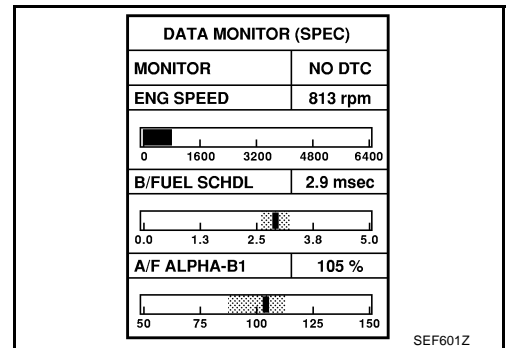 DATA MONITOR (SPEC)
MONITOR NO DTC
ENG SPEED 813 rpm
0 1600 3200 4800 6400
B/FUEL SCHDL 2.9 msec
0.0 1.3 2.5 3.8 5.0
A/F ALPHA-B1 105 %
50 75 100 125 150
SEF601Z